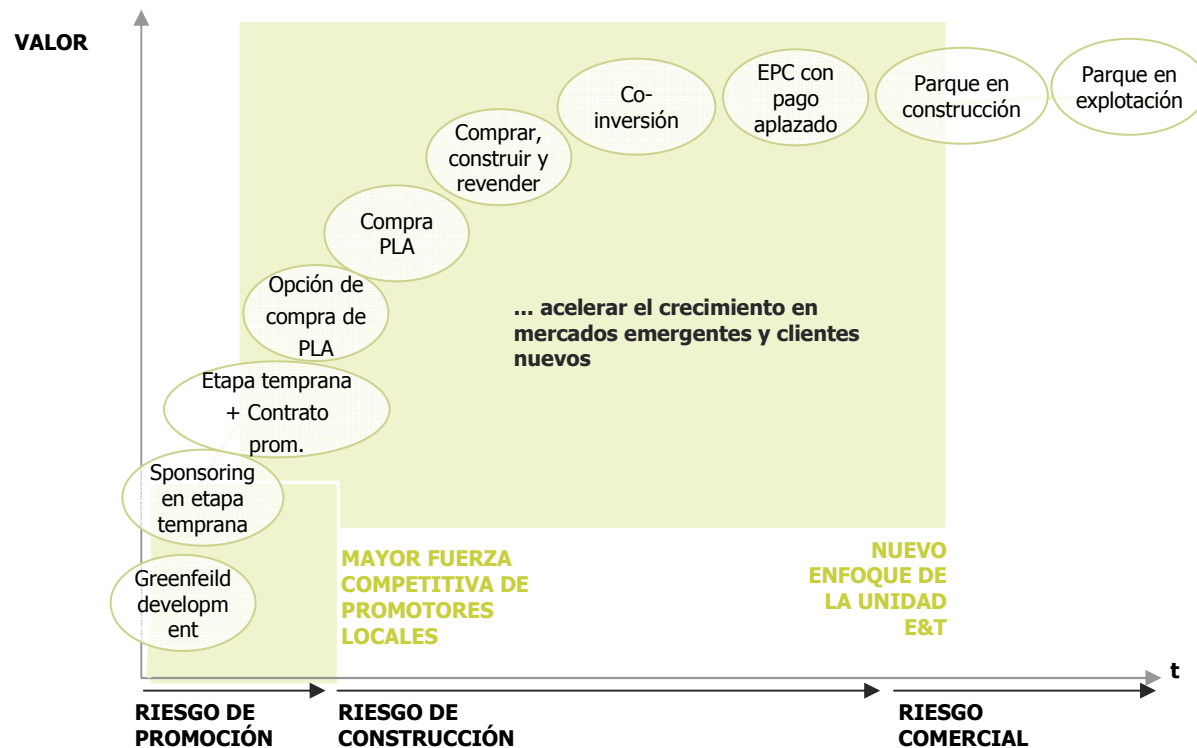 VALOR
EPC con
pago
aplazado
Parque en
construcción
Parque en
explotación
Co-
inversión
Comprar,
construir y
revender
Compra
PLA
Opción de
compra de
PLA
... acelerar el crecimiento en
mercados emergentes y clientes
nuevos
Etapa temprana
+ Contrato
prom.
Sponsoring
en etapa
temprana
Greenfeild
developm
ent
MAYOR FUERZA
COMPETITIVA DE
PROMOTORES
LOCALES
NUEVO
ENFOQUE DE
LA UNIDAD
E&T
t
RIESGO DE
PROMOCIÓN
RIESGO DE
CONSTRUCCIÓN
RIESGO
COMERCIAL